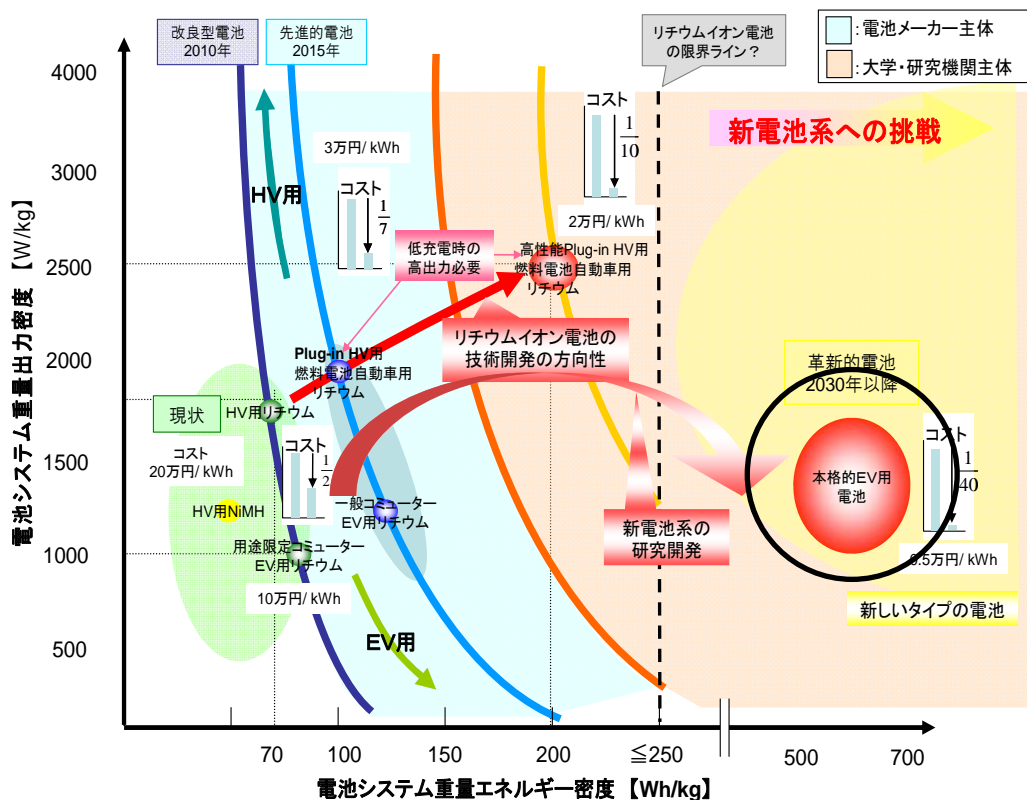 改良型電池
2010年
先進的電池
2015年
リチウムイオン電池
の限界ライン？
:電池メーカー主体
:大学・研究機関主体
電池システム重量出力密度 【W/kg】
4000
3000
2500
2000
1500
1000
500
HV用
3万円/ kWh
コスト
1
7
コスト
1
10
2万円/ kWh
新電池系への挑戦
低充電時の
高出力必要
高性能Plug-in HV用
燃料電池自動車用
リチウム
リチウムイオン電池の
技術開発の方向性
Plug-in HV用
燃料電池自動車用
リチウム
革新的電池
2030年以降
現状
HV用リチウム
コスト
20万円/ kWh
コスト
1
2
HV用NiMH
一般コミューター
EV用リチウム
用途限定コミューター
EV用リチウム
10万円/ kWh
新電池系の
研究開発
本格的EV用
電池
コスト
1
40
0.5万円/ kWh
新しいタイプの電池
EV用
70
100
150
200
≦250
500
700
電池システム重量エネルギー密度 【Wh/kg】